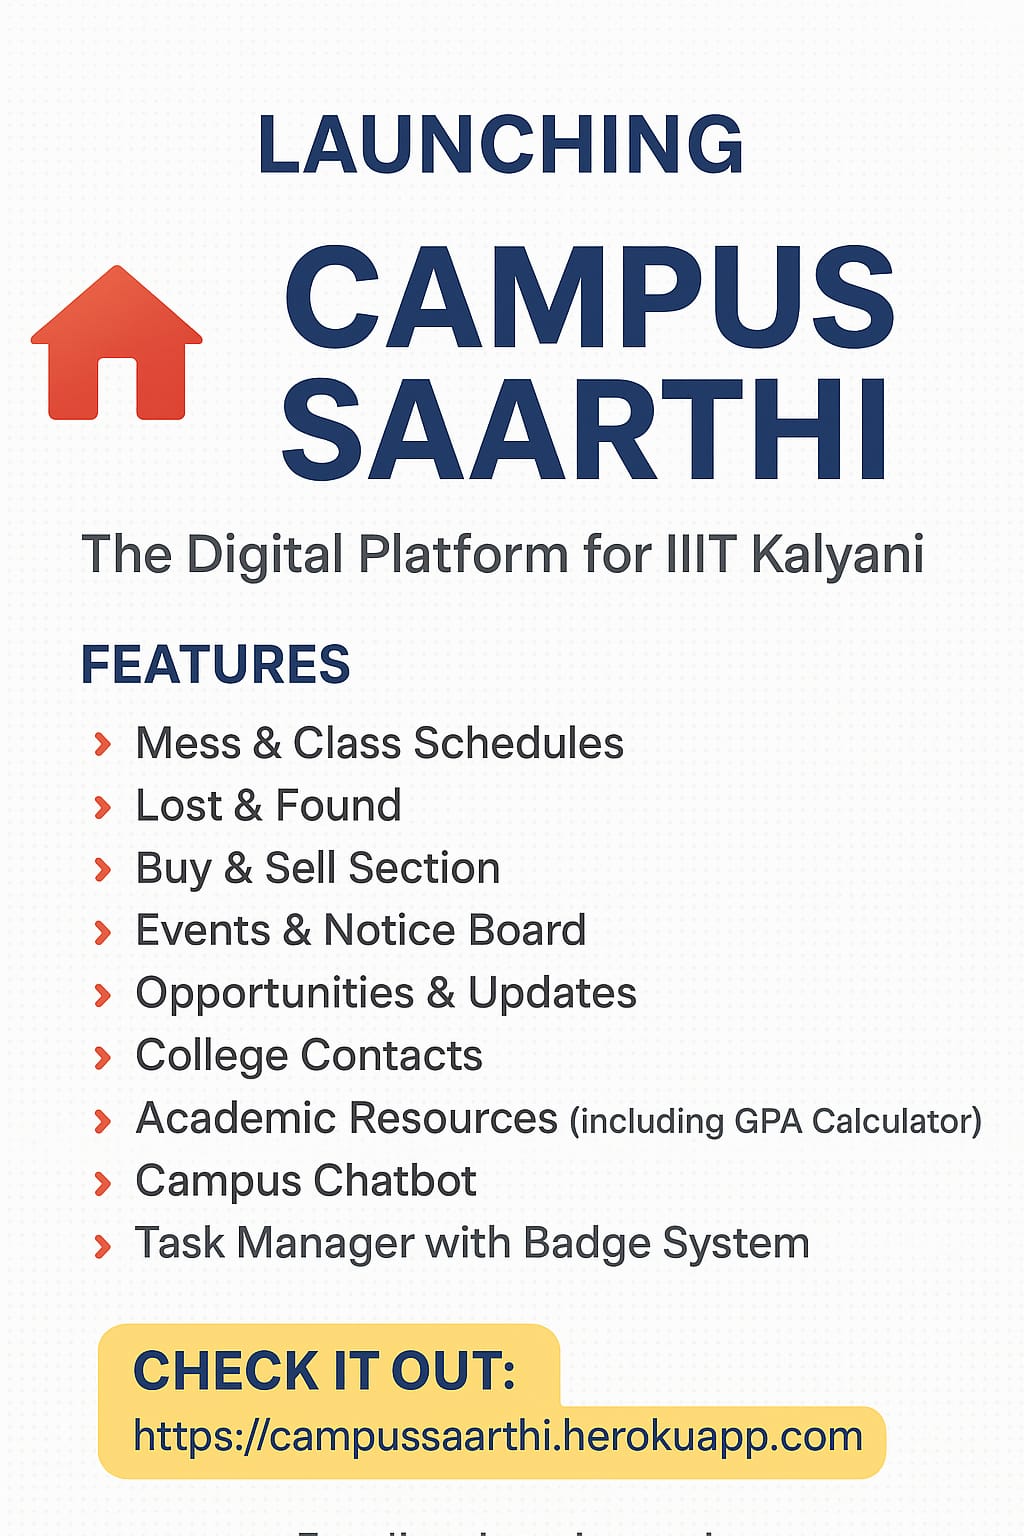 LAUNCHING
CAMPUS
SAARTHI
The Digital Platform for IIIT Kalyani
FEATURES
Mess & Class Schedules
Lost & Found
Buy & Sell Section
Events & Notice Board
Opportunities & Updates
College Contacts
Academic Resources (including GPA Calculator)
Campus Chatbot
Task Manager with Badge System
CHECK IT OUT:
https://campussaarthi.herokuapp.com